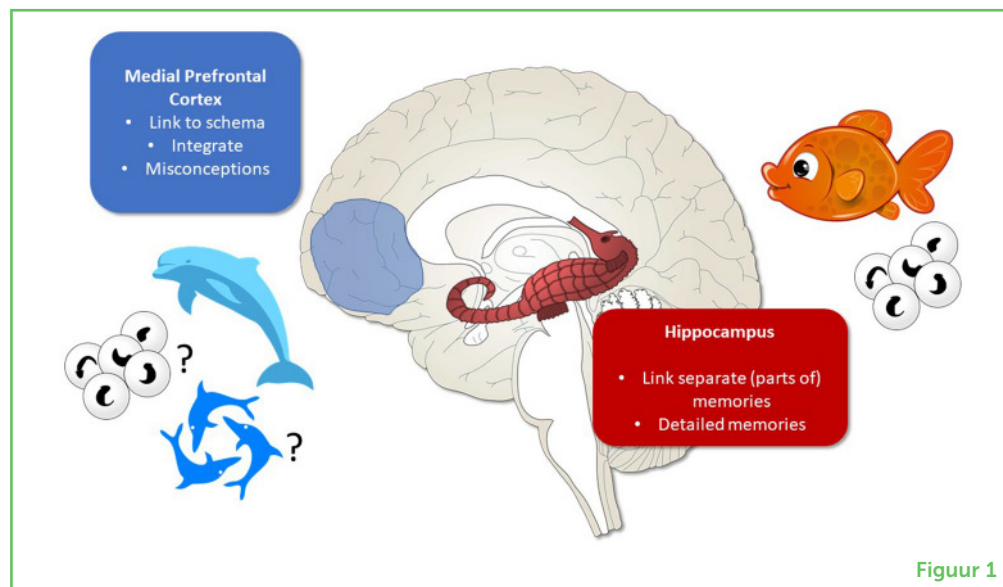 Medial Prefrontal
Cortex
• Link to schema
• Integrate
• Misconceptions
?
?
Hippocampus
• Link separate (parts of)
memories
• Detailed memories
Figuur 1